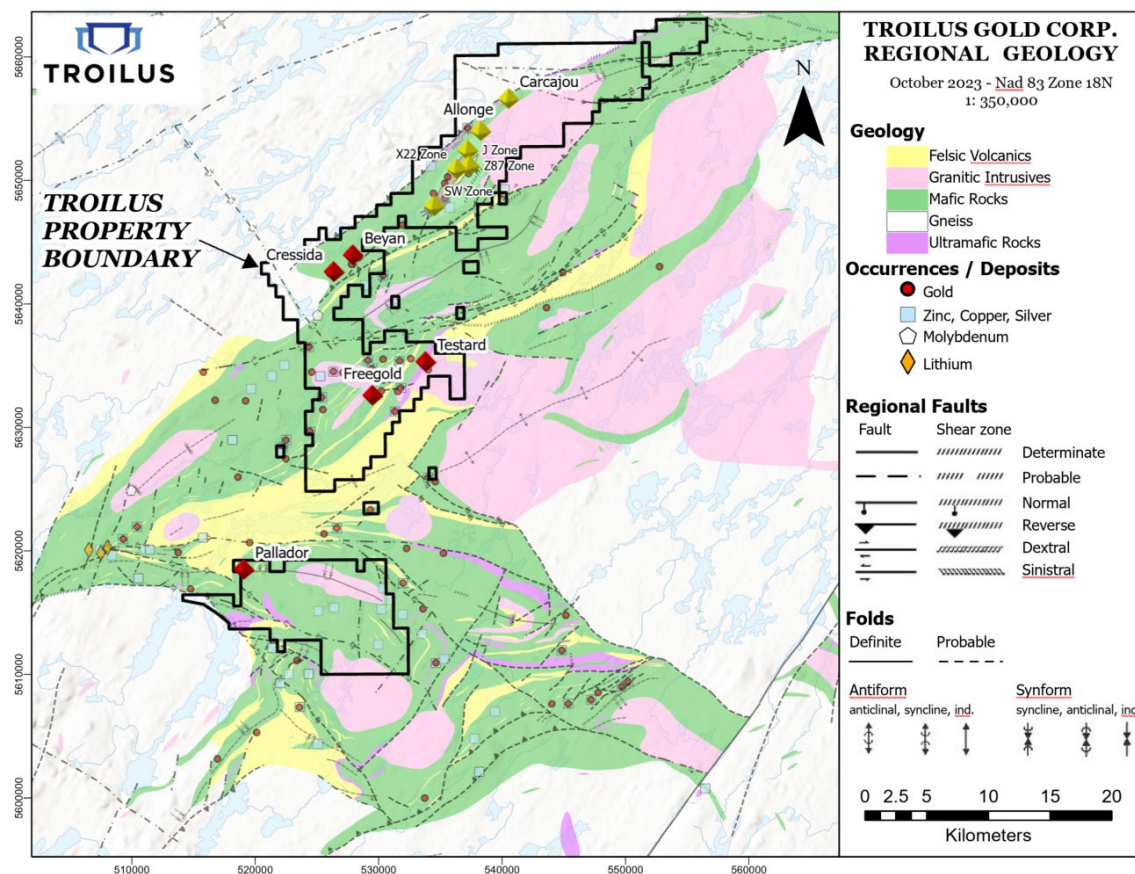 TROILUS
TROILUS
PROPERTY
BOUNDARY
Carcajou
Allonge
X22 Zone
J Zone
Z87 Zone
SW Zone
Beyan
Cressida
Testard
Freegold
Pallador
N
5660000
5650000
5640000
5630000
5620000
5610000
5600000
510000
520000
530000
540000
550000
560000
TROILUS GOLD CORP.
REGIONAL GEOLOGY
October 2023 - Nad 83 Zone 18N
1: 350,000
Geology
Felsic Volcanics
Granitic Intrusives
Mafic Rocks
Gneiss
Ultramafic Rocks
Occurrences / Deposits
Gold
Zinc, Copper, Silver
Molybdenum
Lithium
Regional Faults
Fault Shear zone
Determinate
Probable
Normal
Reverse
Dextral
Sinistral
Folds
Definite Probable
Antiform Synform
anticlinal, syncline, ind. syncline, anticlinal, ind
0 2.5 5 10 15 20
Kilometers